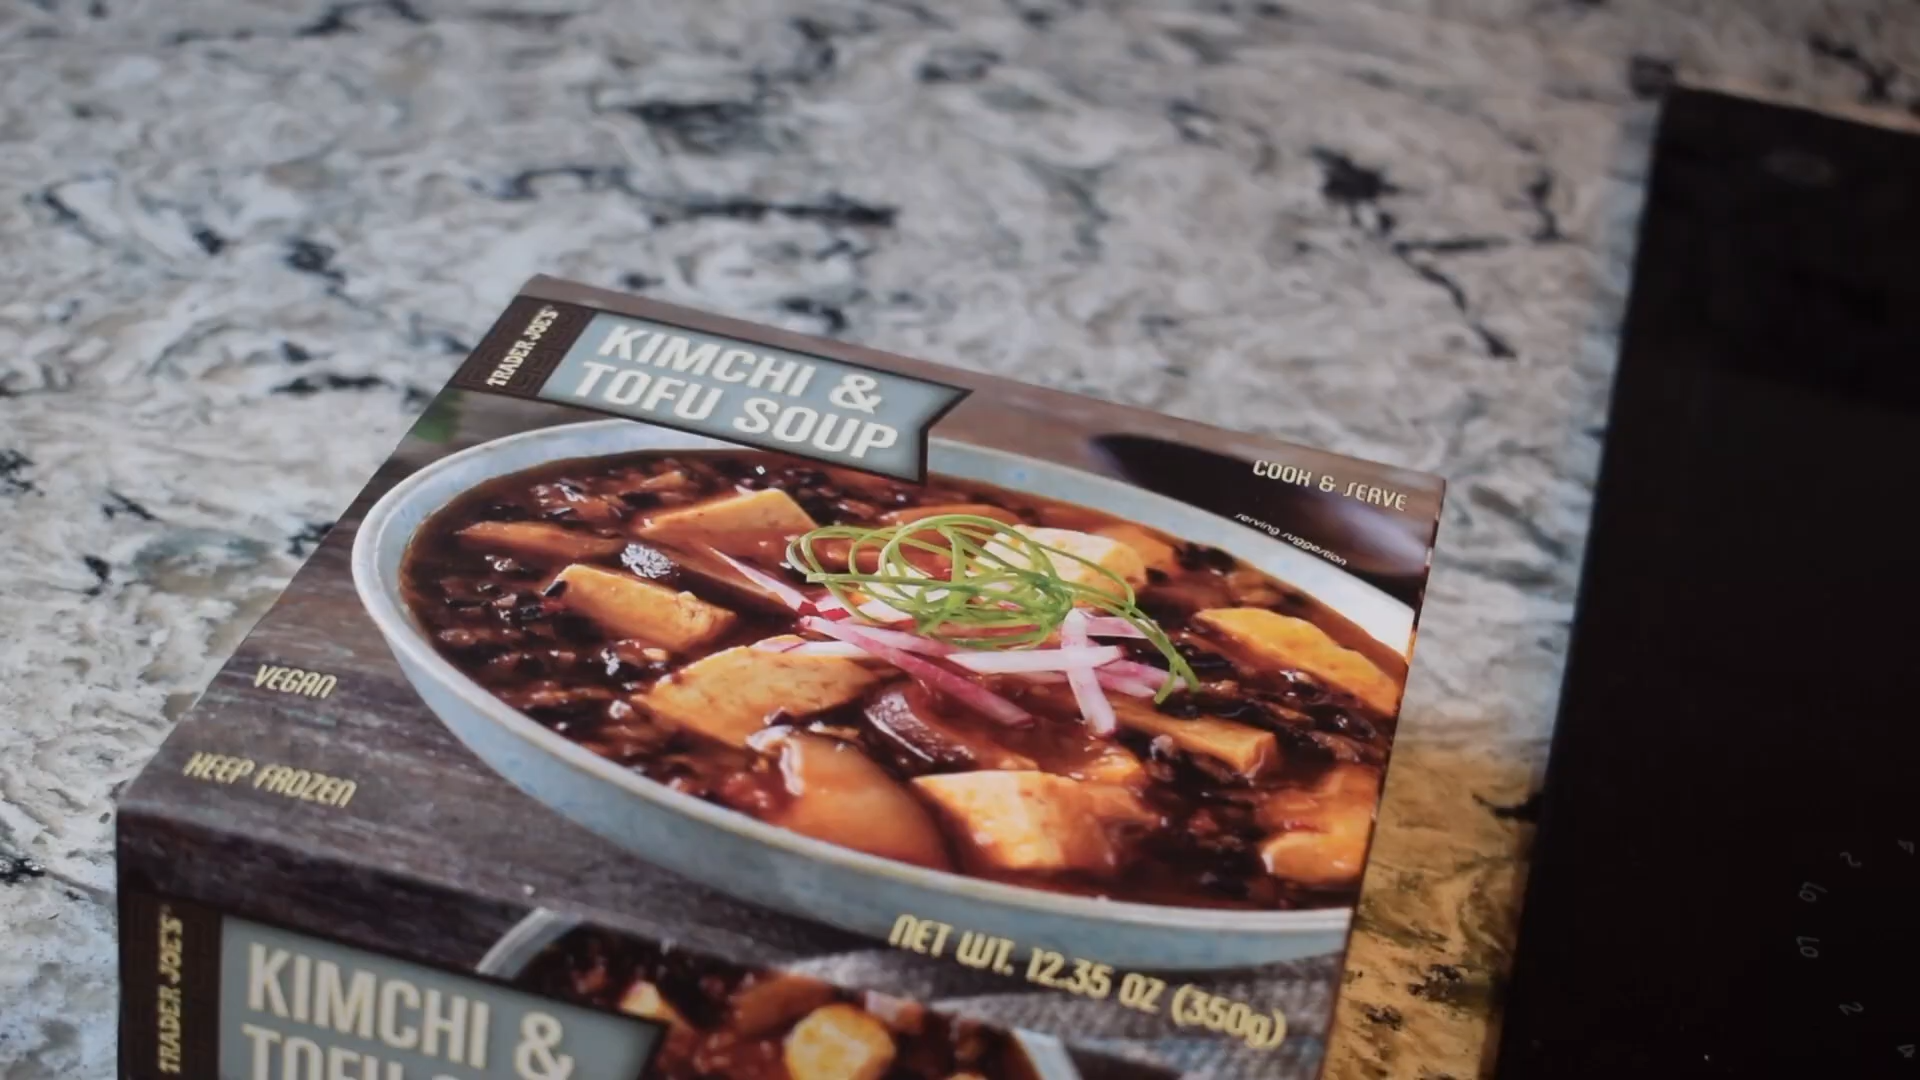 TRADER JOE'S
KIMCHI &
TOFU SOUP
COOK & SERVE
serving suggestion
VEGAN
KEEP FROZEN
NET WT. 12.35 OZ (350g)
TRADER JOE'S
KIMCHI &